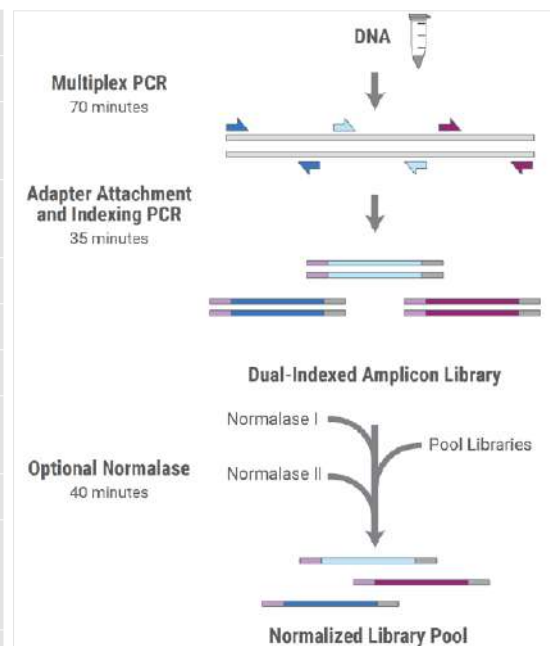 DNA
Multiplex PCR
70 minutes
Adapter Attachment
and Indexing PCR
35 minutes
Dual-Indexed Amplicon Library
Normalase I
Pool Libraries
Normalase II
Optional Normalase
40 minutes
Normalized Library Pool